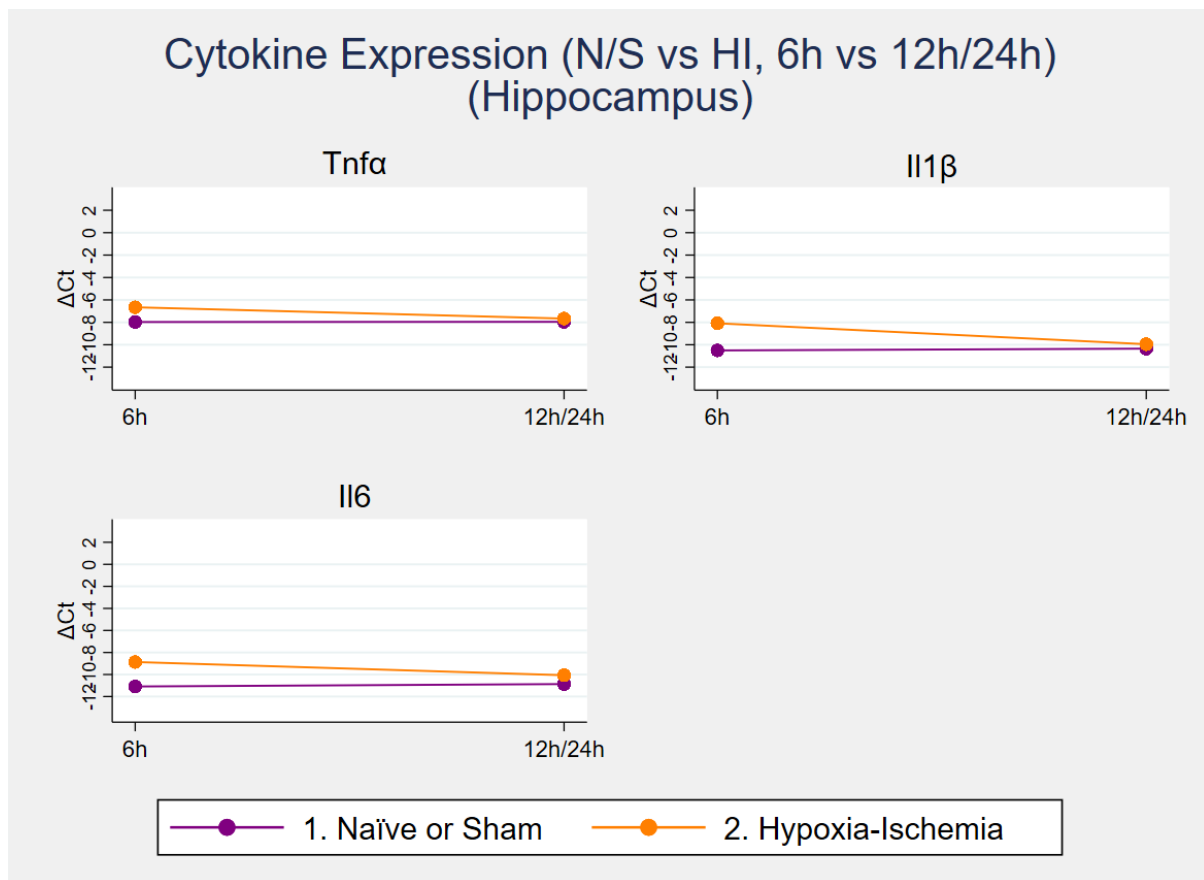 Cytokine Expression (N/S vs HI, 6h vs 12h/24h)
(Hippocampus)
Tnfα
ΔCt
2
0
-2
-4
-6
-8
-10
-12
6h
12h/24h
Il1β
ΔCt
2
0
-2
-4
-6
-8
-10
-12
6h
12h/24h
Il6
ΔCt
2
0
-2
-4
-6
-8
-10
-12
6h
12h/24h
1. Naïve or Sham
2. Hypoxia-Ischemia